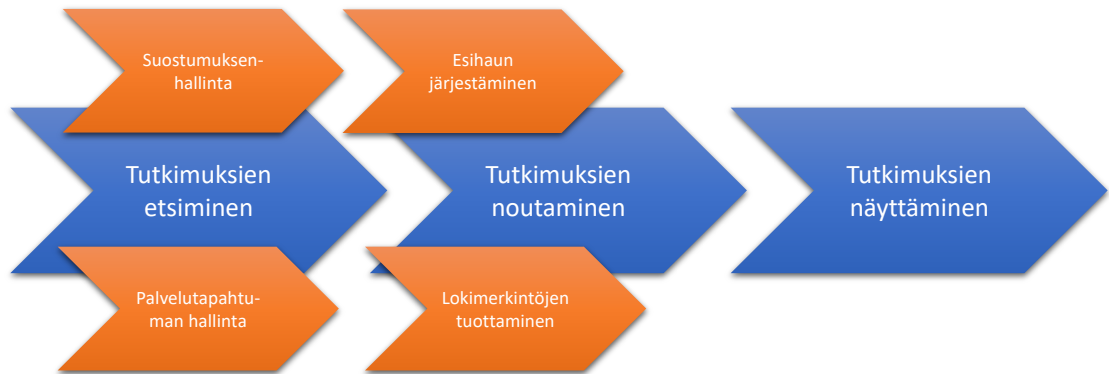 Suostumuksen-
hallinta
Esihaun
järjestäminen
Tutkimuksien
etsiminen
Tutkimuksien
noutaminen
Tutkimuksien
näyttäminen
Palvelutapahtu-
man hallinta
Lokimerkintöjen
tuottaminen